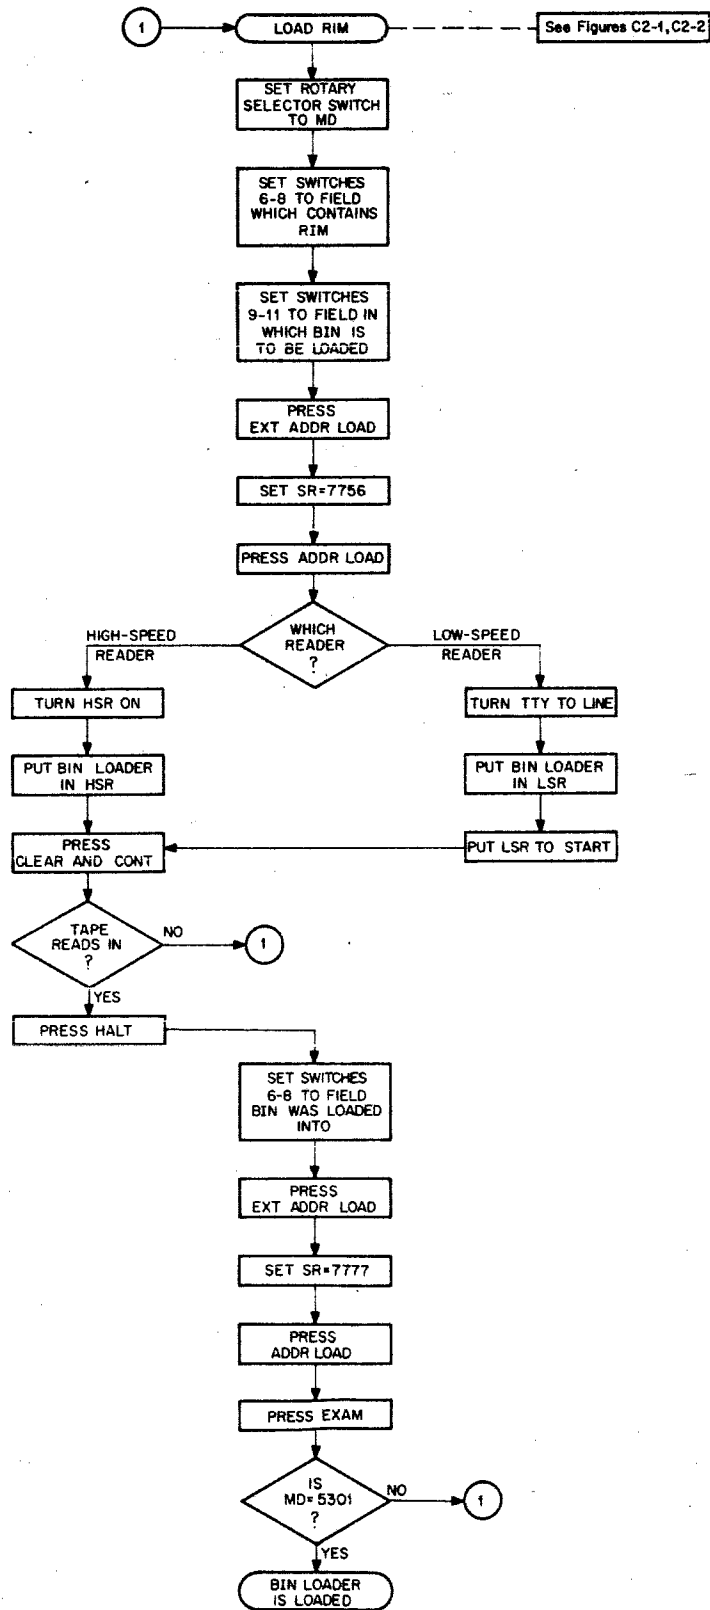 1
LOAD RIM
See Figures C2-1, C2-2
SET ROTARY
SELECTOR SWITCH
TO MD
SET SWITCHES
6-8 TO FIELD
WHICH CONTAINS
RIM
SET SWITCHES
9-11 TO FIELD IN
WHICH BIN IS
TO BE LOADED
PRESS
EXT ADDR LOAD
SET SR=7756
PRESS ADDR LOAD
WHICH
READER
?
HIGH-SPEED
READER
LOW-SPEED
READER
TURN HSR ON
TURN TTY TO LINE
PUT BIN LOADER
IN HSR
PUT BIN LOADER
IN LSR
PRESS
CLEAR AND CONT
PUT LSR TO START
TAPE
READS IN
?
NO
1
YES
PRESS HALT
SET SWITCHES
6-8 TO FIELD
BIN WAS LOADED
INTO
PRESS
EXT ADDR LOAD
SET SR=7777
PRESS
ADDR LOAD
PRESS EXAM
IS
MD=5301
?
NO
1
YES
BIN LOADER
IS LOADED